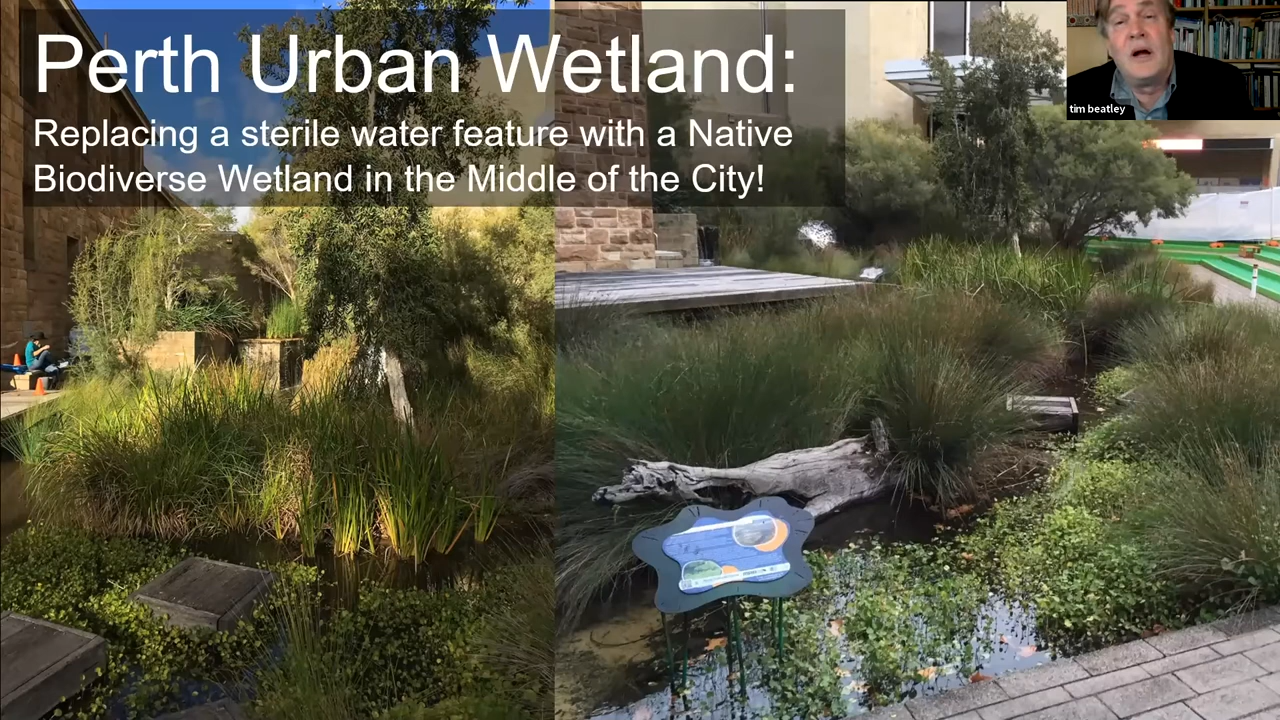 Perth Urban Wetland:
Replacing a sterile water feature with a Native
Biodiverse Wetland in the Middle of the City!
tim beatley